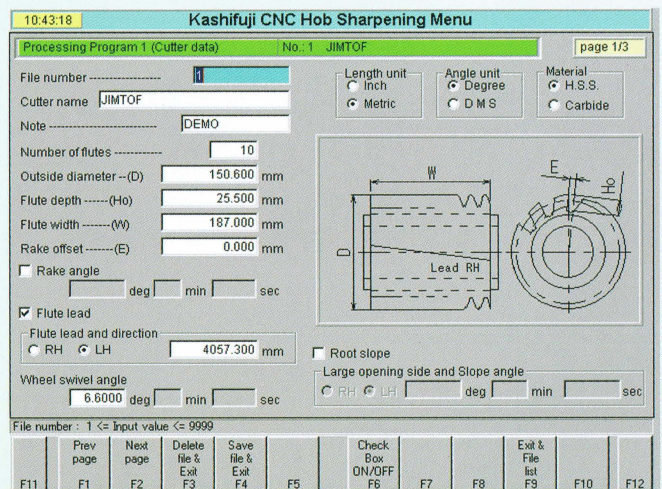 10:43:18 Kashifuji CNC Hob Sharpening Menu
Processing Program 1 (Cutter data) No.: 1 JIMTOF page 1/3
File number ----------------- 1
Cutter name JIMTOF
Note ------------------------- DEMO
Number of flutes ------------ 10
Outside diameter --(D) 150.600 mm
Flute depth ------(Ho) 25.500 mm
Flute width -------(W) 187.000 mm
Rake offset -------(E) 0.000 mm
Rake angle
deg min sec
Flute lead
Flute lead and direction
RH LH 4057.300 mm
Wheel swivel angle
6.6000 deg min sec
Length unit
Inch
Metric
Angle unit
Degree
D M S
Material
H.S.S.
Carbide
W
E
Ho
D
Lead RH
Root slope
Large opening side and Slope angle
RH LH deg min sec
File number : 1 <= Input value <= 9999
F11
Prev page F1
Next page F2
Delete file & Exit F3
Save file & Exit F4
F5
Check Box ON/OFF F6
F7
F8
Exit & File list F9
F10
F12